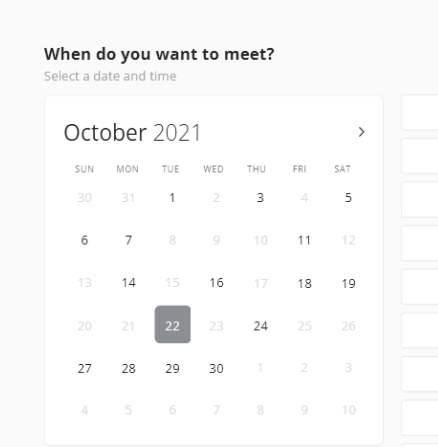 When do you want to meet?
Select a date and time
October 2021
SUN MON TUE WED THU FRI SAT
30 31 1 2 3 4 5
6 7 8 9 10 11 12
13 14 15 16 17 18 19
20 21 22 23 24 25 26
27 28 29 30 1 2 3
4 5 6 7 8 9 10